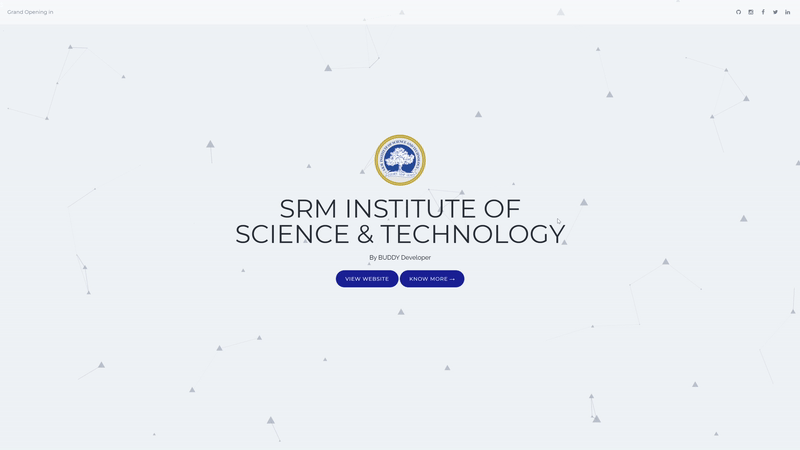 Grand Opening in
SRM INSTITUTE OF
SCIENCE & TECHNOLOGY
By BUDDY Developer
VIEW WEBSITE
KNOW MORE →